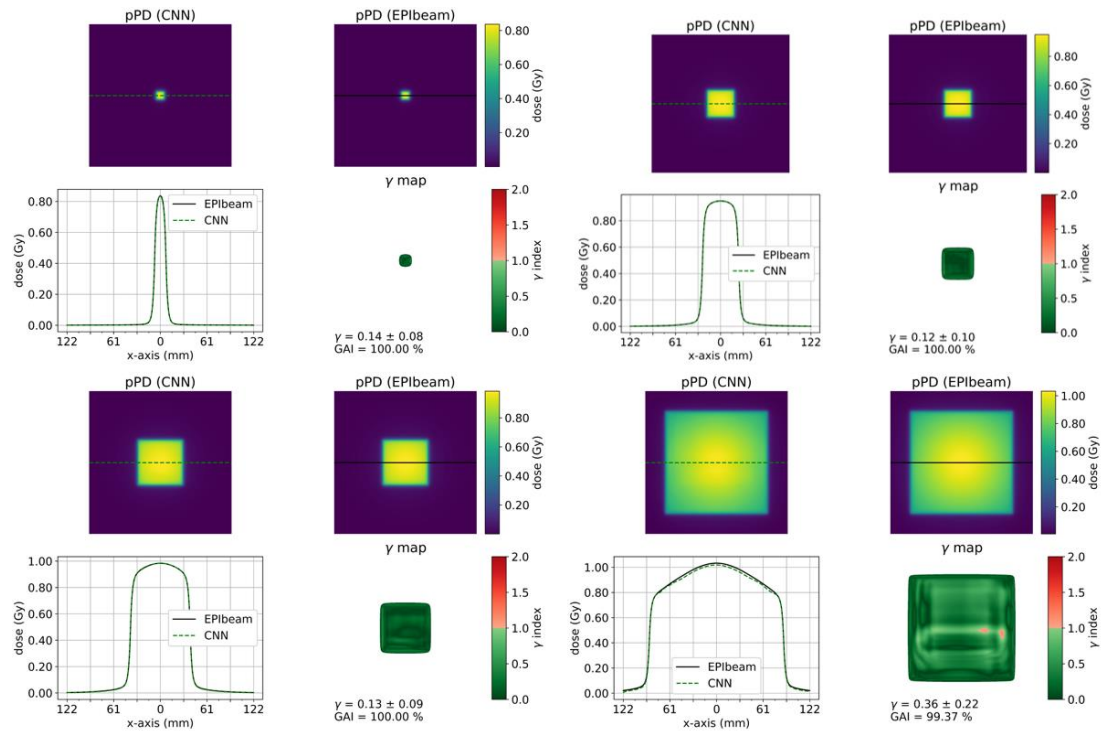 pPD (CNN)
pPD (EPIbeam)
0.80
0.60
0.40
0.20
dose (Gy)
γ map
0.80
0.60
0.40
0.20
0.00
dose (Gy)
EPIbeam
CNN
122 61 0 61 122
x-axis (mm)
2.0
1.5
1.0
0.5
0.0
γ index
γ = 0.14 ± 0.08
GAI = 100.00 %
pPD (CNN)
pPD (EPIbeam)
0.80
0.60
0.40
0.20
dose (Gy)
γ map
0.80
0.60
0.40
0.20
0.00
dose (Gy)
EPIbeam
CNN
122 61 0 61 122
x-axis (mm)
2.0
1.5
1.0
0.5
0.0
γ index
γ = 0.12 ± 0.10
GAI = 100.00 %
pPD (CNN)
pPD (EPIbeam)
0.80
0.60
0.40
0.20
dose (Gy)
γ map
1.00
0.80
0.60
0.40
0.20
0.00
dose (Gy)
EPIbeam
CNN
122 61 0 61 122
x-axis (mm)
2.0
1.5
1.0
0.5
0.0
γ index
γ = 0.13 ± 0.09
GAI = 100.00 %
pPD (CNN)
pPD (EPIbeam)
1.00
0.80
0.60
0.40
0.20
dose (Gy)
γ map
1.00
0.80
0.60
0.40
0.20
0.00
dose (Gy)
EPIbeam
CNN
122 61 0 61 122
x-axis (mm)
2.0
1.5
1.0
0.5
0.0
γ index
γ = 0.36 ± 0.22
GAI = 99.37 %